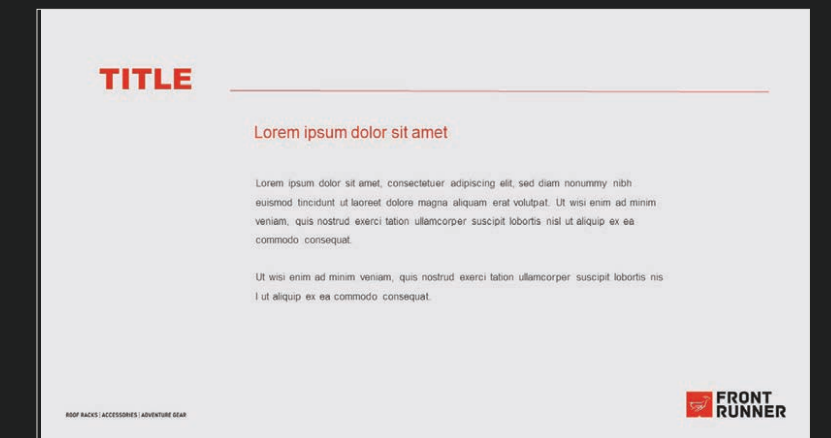 TITLE
Lorem ipsum dolor sit amet
Lorem ipsum dolor sit amet, consectetuer adipiscing elit, sed diam nonummy nibh
euismod tincidunt ut laoreet dolore magna aliquam erat volutpat. Ut wisi enim ad minim
veniam, quis nostrud exerci tation ullamcorper suscipit lobortis nisl ut aliquip ex ea
commodo consequat.
Ut wisi enim ad minim veniam, quis nostrud exerci tation ullamcorper suscipit lobortis nis
l ut aliquip ex ea commodo consequat.
ROOF RACKS | ACCESSORIES | ADVENTURE GEAR
FRONT
RUNNER